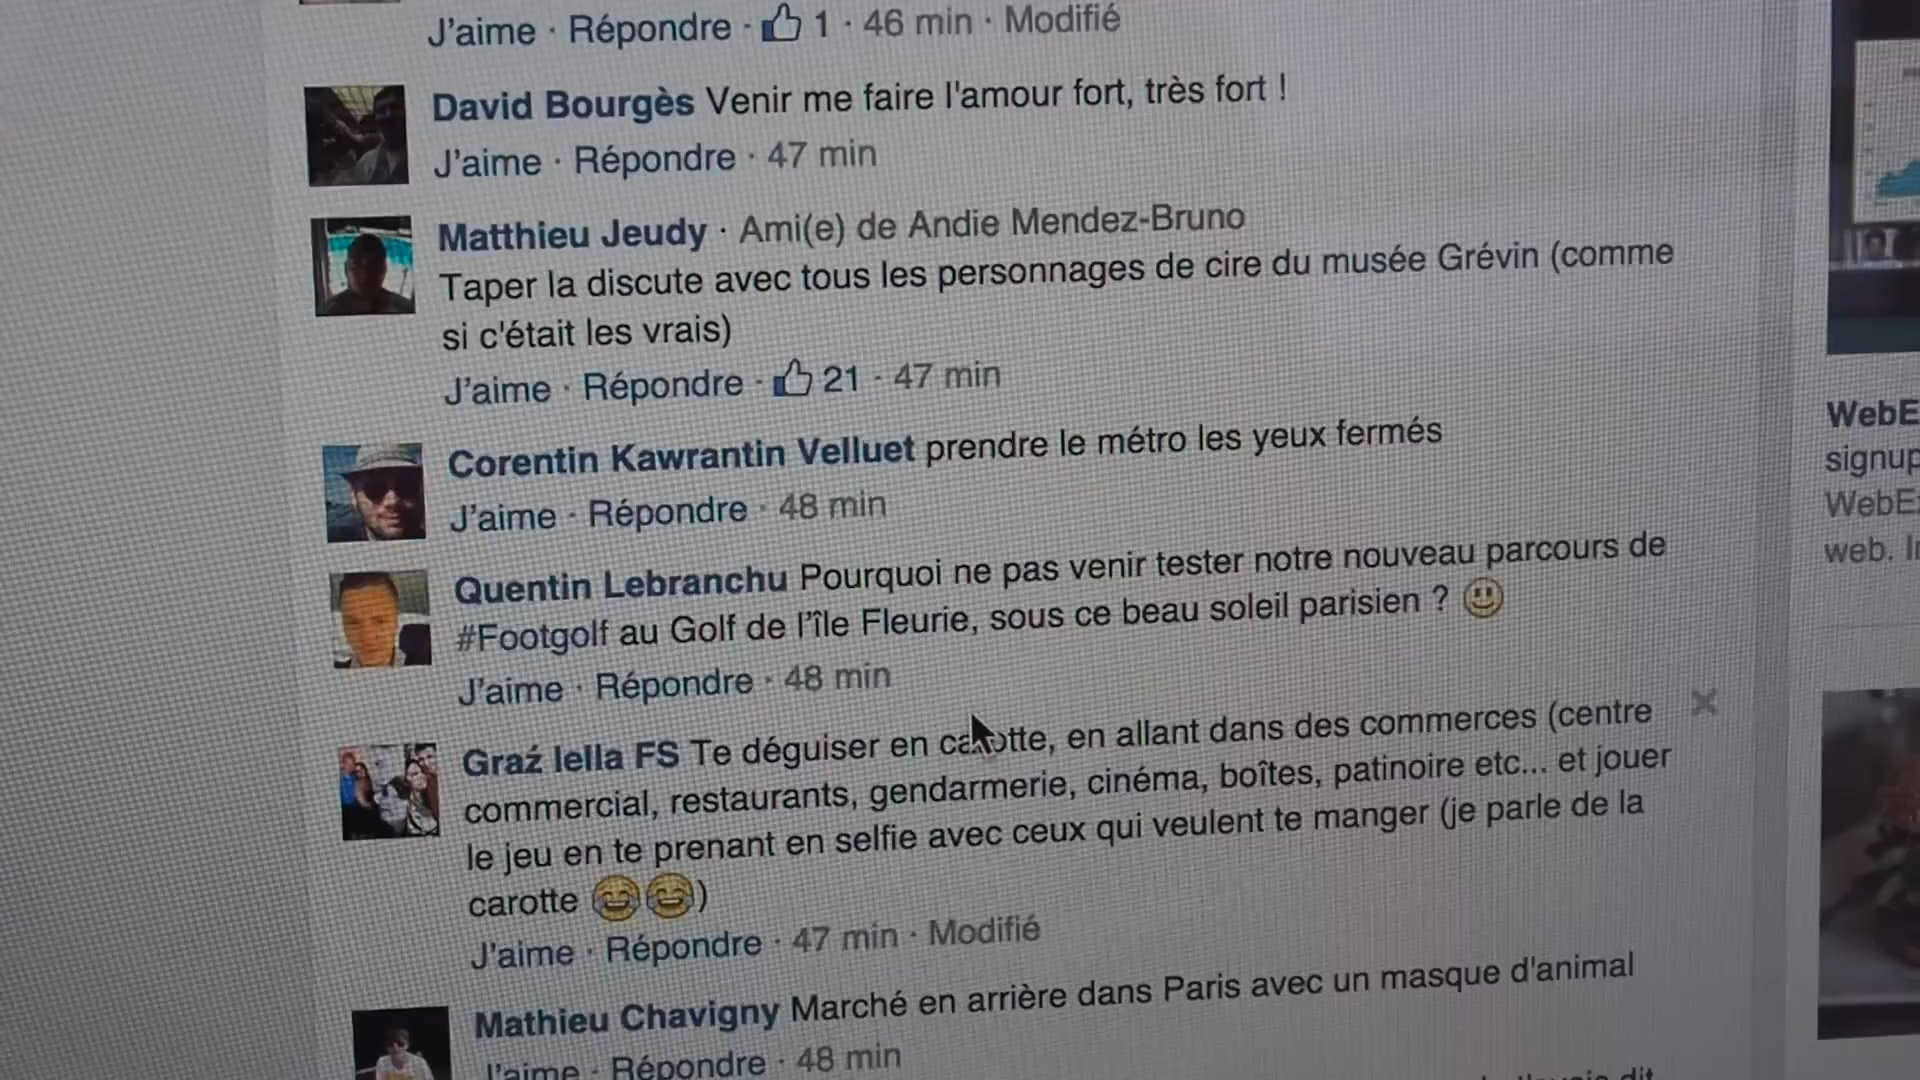 J'aime · Répondre · 1 · 46 min · Modifié
David Bourgès Venir me faire l'amour fort, très fort !
J'aime · Répondre · 47 min
Matthieu Jeudy · Ami(e) de Andie Mendez-Bruno
Taper la discute avec tous les personnages de cire du musée Grévin (comme
si c'était les vrais)
J'aime · Répondre · 21 · 47 min
Corentin Kawrantin Velluet prendre le métro les yeux fermés
J'aime · Répondre · 48 min
Quentin Lebranchu Pourquoi ne pas venir tester notre nouveau parcours de
#Footgolf au Golf de l'île Fleurie, sous ce beau soleil parisien ? 😃
J'aime · Répondre · 48 min
Graź Iella FS Te déguiser en carotte, en allant dans des commerces (centre
commercial, restaurants, gendarmerie, cinéma, boîtes, patinoire etc... et jouer
le jeu en te prenant en selfie avec ceux qui veulent te manger (je parle de la
carotte 😂😂)
J'aime · Répondre · 47 min · Modifié
Mathieu Chavigny Marché en arrière dans Paris avec un masque d'animal
J'aime · Répondre · 48 min
WebE
signup
WebEx
web.